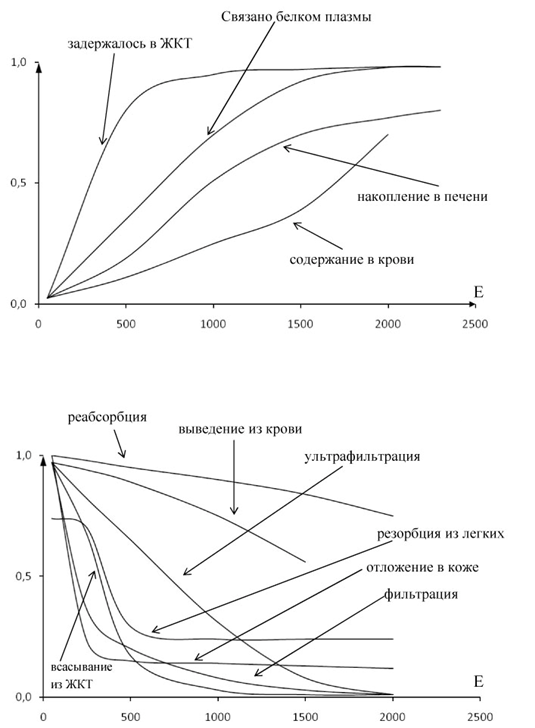 Связано белком плазмы
задержалось в ЖКТ
1,0
0,5
накопление в печени
содержание в крови
E
0,0
0
500
1000
1500
2000
2500
реабсорбция
выведение из крови
ультрафильтрация
1,0
резорбция из легких
отложение в коже
0,5
фильтрация
всасывание
из ЖКТ
E
0,0
0
500
1000
1500
2000
2500